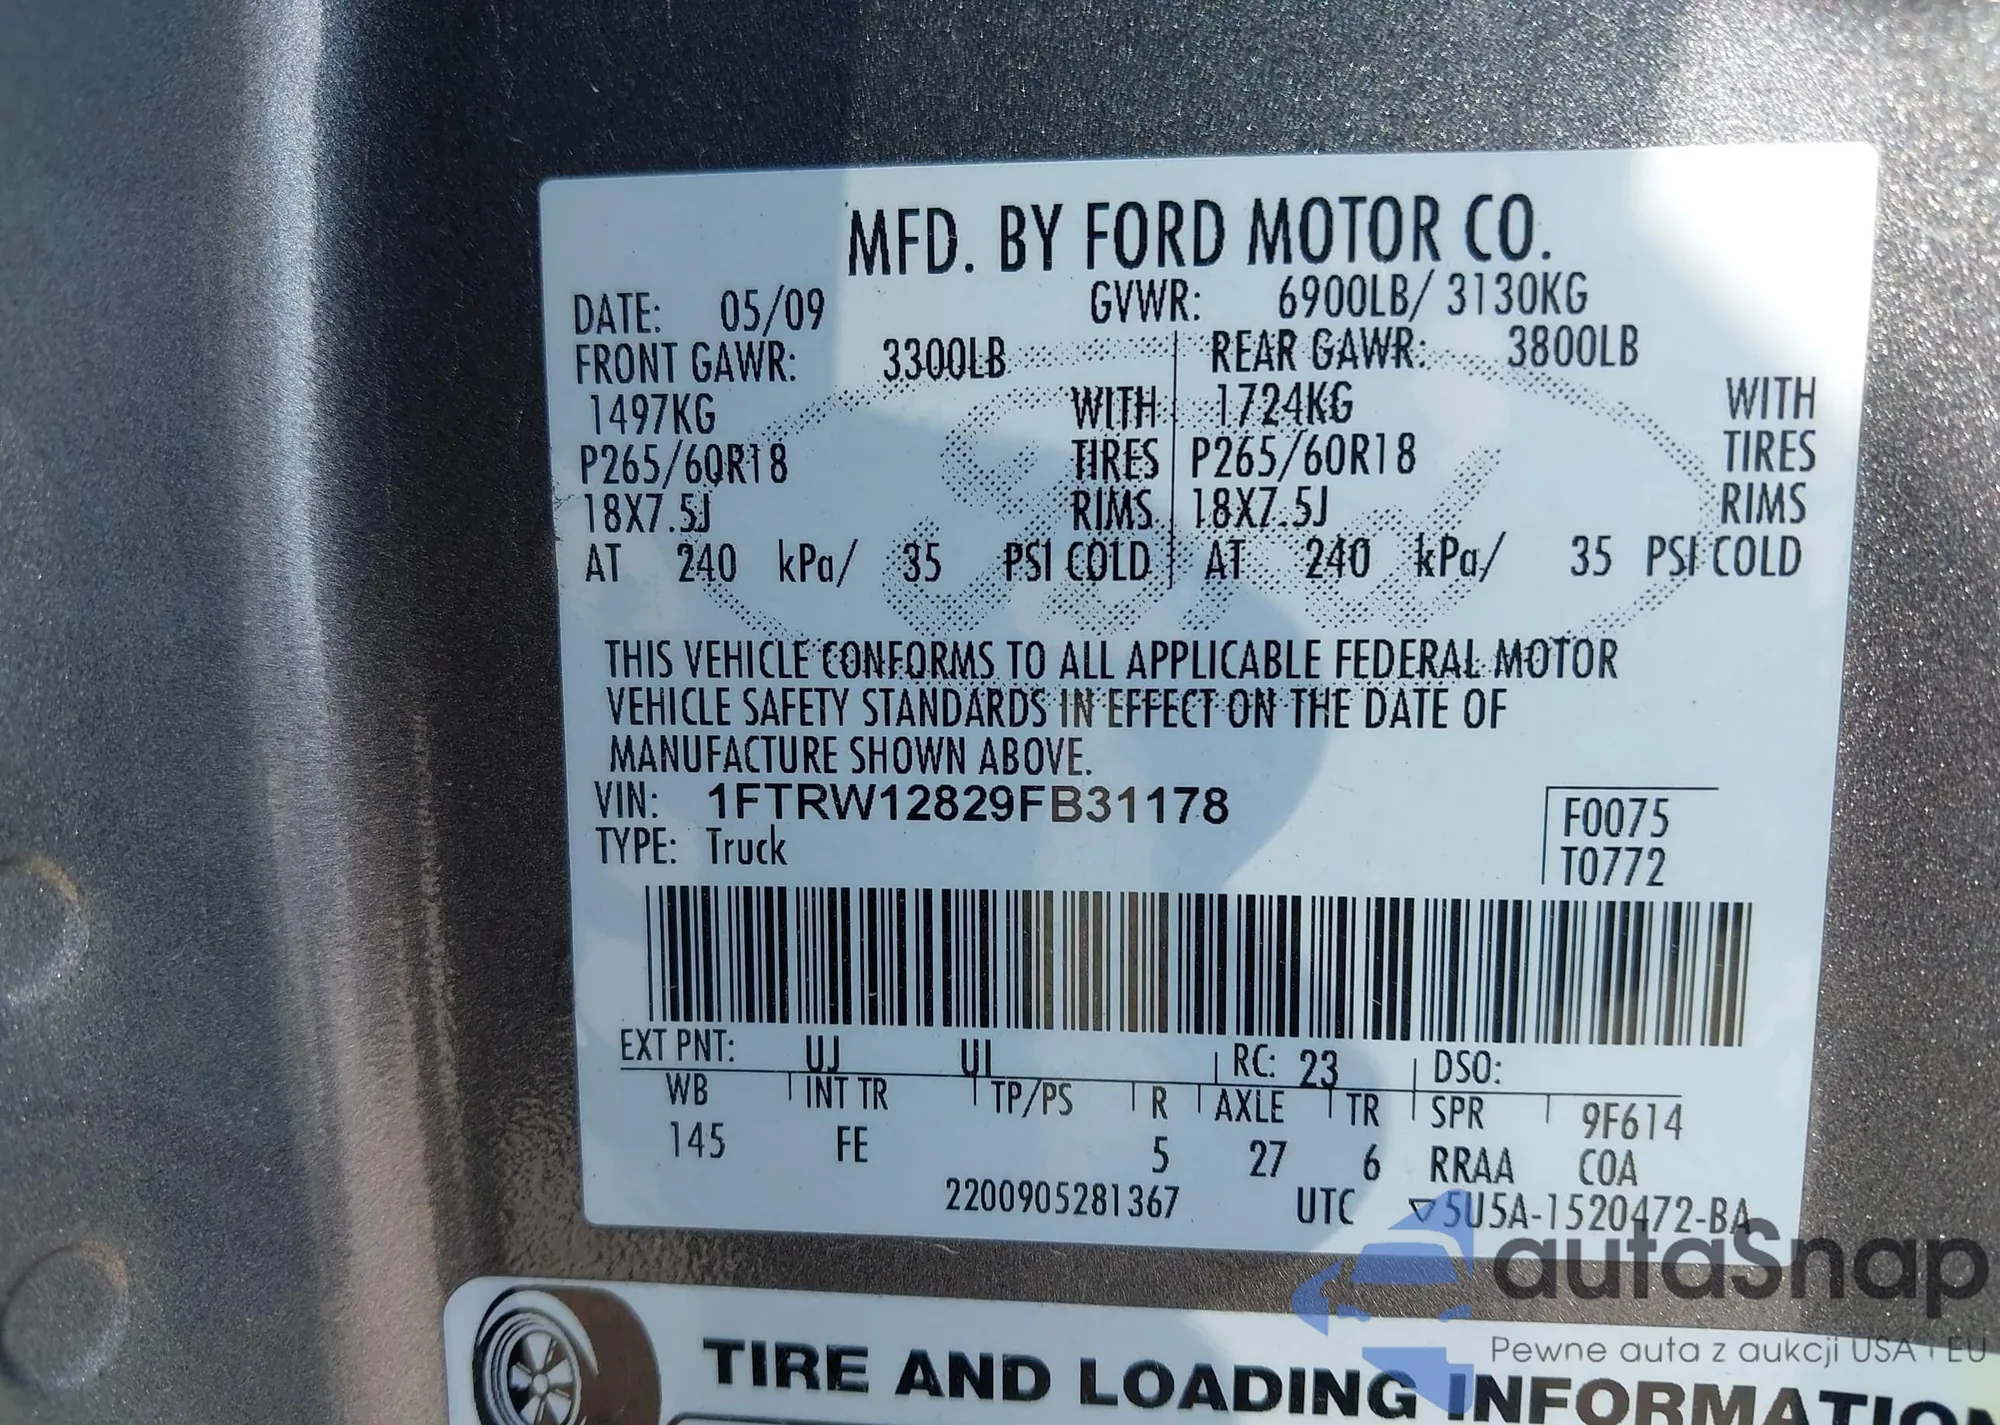 MFD. BY FORD MOTOR CO.
DATE: 05/09 GVWR: 6900LB/ 3130KG
FRONT GAWR: 3300LB REAR GAWR: 3800LB
1497KG WITH 1724KG WITH
P265/60R18 TIRES P265/60R18 TIRES
18X7.5J RIMS 18X7.5J RIMS
AT 240 kPa/ 35 PSI COLD AT 240 kPa/ 35 PSI COLD
THIS VEHICLE CONFORMS TO ALL APPLICABLE FEDERAL MOTOR
VEHICLE SAFETY STANDARDS IN EFFECT ON THE DATE OF
MANUFACTURE SHOWN ABOVE.
VIN: 1FTRW12829FB31178 F0075
TYPE: Truck T0772
EXT PNT: UJ UI RC: 23 DSO:
WB INT TR TP/PS R AXLE TR SPR 9F614
145 FE 5 27 6 RRAA COA
2200905281367 UTC ▽5U5A-1520472-BA
autaSnap
Pewne auta z aukcji USA i EU
TIRE AND LOADING INFORMATION